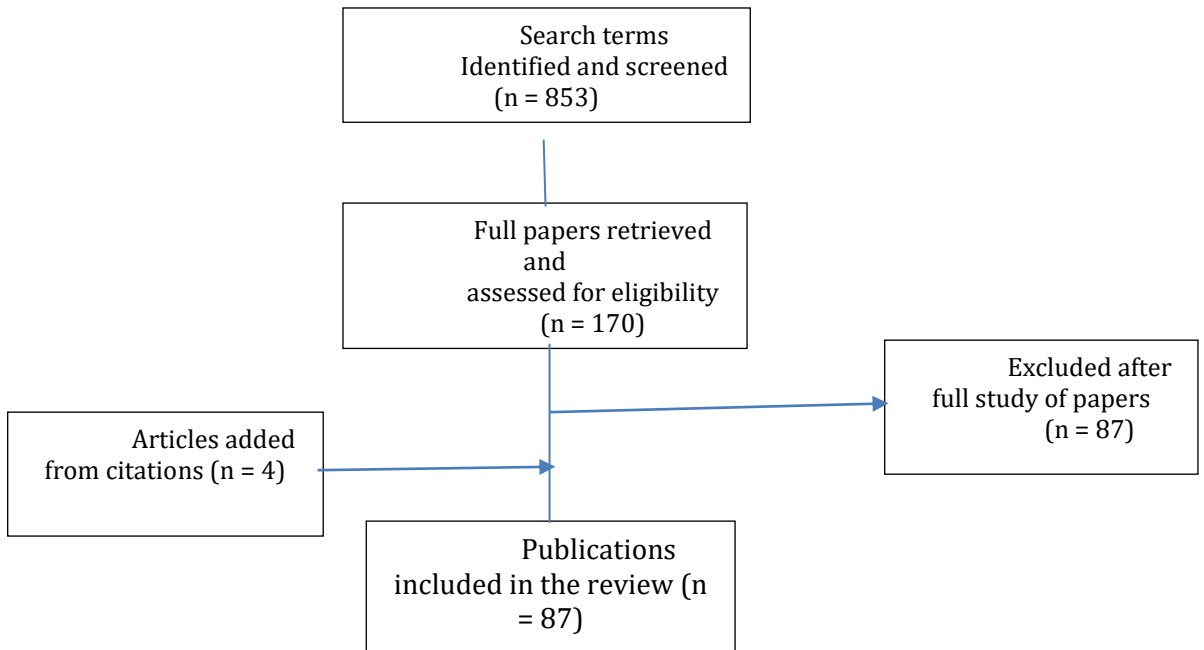 Search terms
Identified and screened
(n = 853)
Full papers retrieved
and
assessed for eligibility
(n = 170)
Excluded after
full study of papers
(n = 87)
Articles added
from citations (n = 4)
Publications
included in the review (n
= 87)